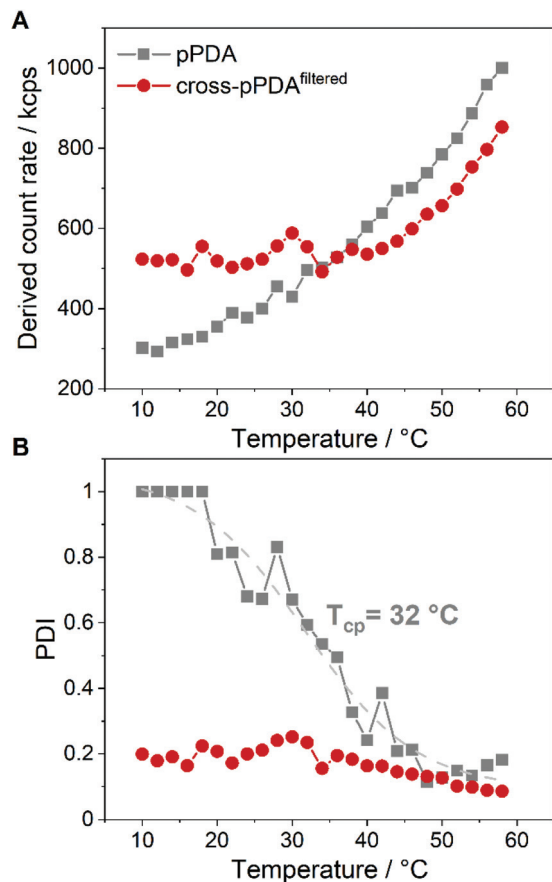 A
pPDA
cross-pPDAfiltered
1000
800
600
400
200
Derived count rate / kcps
10 20 30 40 50 60
Temperature / °C
B
1
0.8
0.6
0.4
0.2
0
PDI
Tcp= 32 °C
10 20 30 40 50 60
Temperature / °C